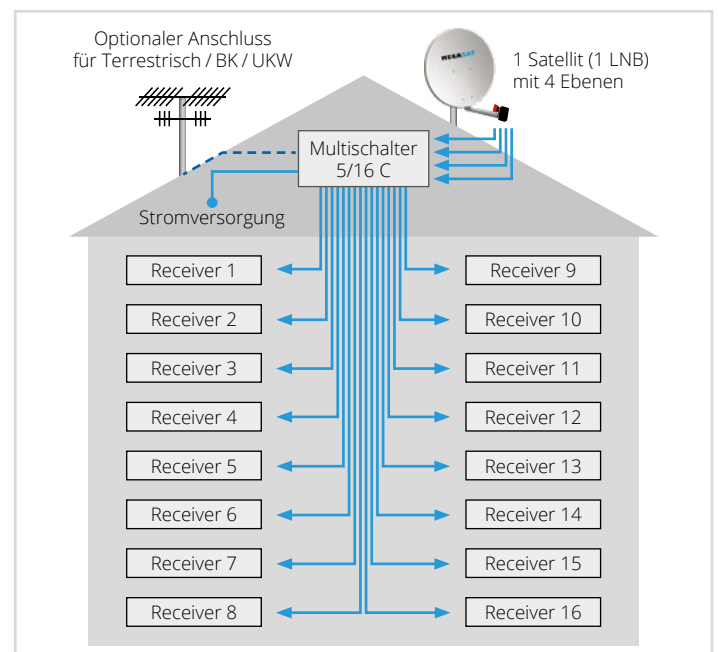 Optionaler Anschluss
für Terrestrisch / BK / UKW
MEGASAT
1 Satellit (1 LNB)
mit 4 Ebenen
Multischalter
5/16 C
Stromversorgung
Receiver 1
Receiver 2
Receiver 3
Receiver 4
Receiver 5
Receiver 6
Receiver 7
Receiver 8
Receiver 9
Receiver 10
Receiver 11
Receiver 12
Receiver 13
Receiver 14
Receiver 15
Receiver 16